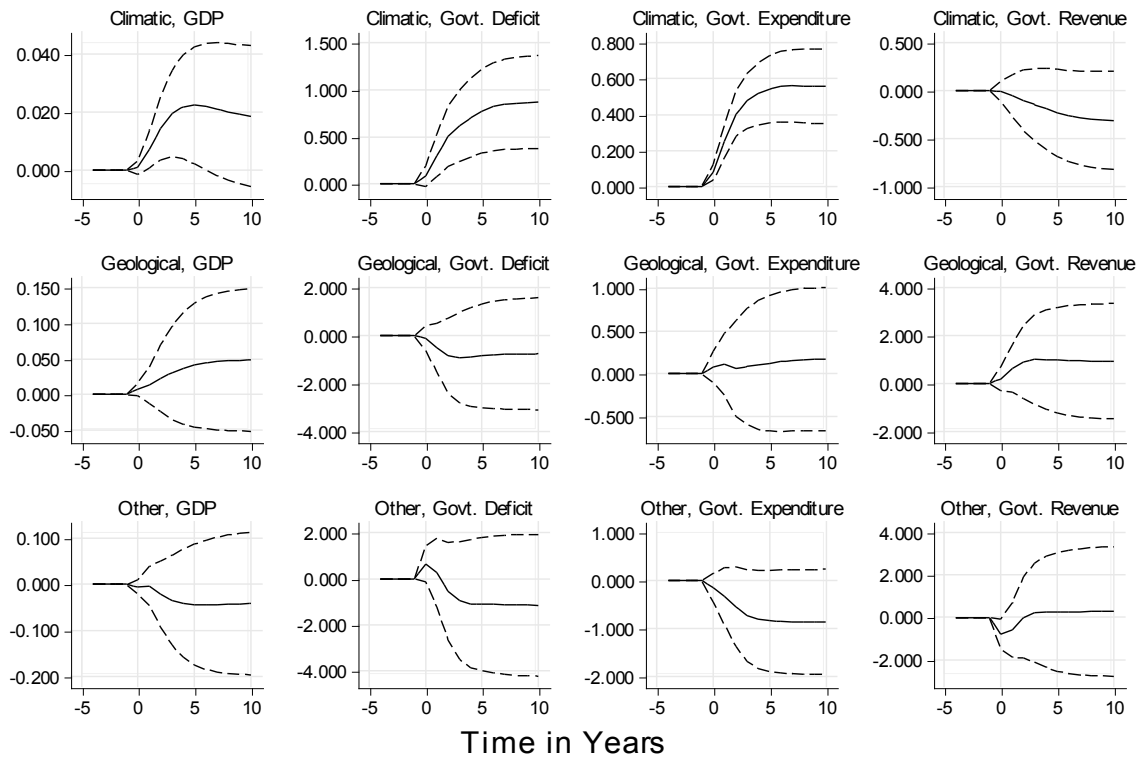 Climatic, GDP
0.040
0.020
0.000
-5 0 5 10
Climatic, Govt. Deficit
1.500
1.000
0.500
0.000
-5 0 5 10
Climatic, Govt. Expenditure
0.800
0.600
0.400
0.200
0.000
-5 0 5 10
Climatic, Govt. Revenue
0.500
0.000
-0.500
-1.000
-5 0 5 10
Geological, GDP
0.150
0.100
0.050
0.000
-0.050
-5 0 5 10
Geological, Govt. Deficit
2.000
0.000
-2.000
-4.000
-5 0 5 10
Geological, Govt. Expenditure
1.000
0.500
0.000
-0.500
-5 0 5 10
Geological, Govt. Revenue
4.000
2.000
0.000
-2.000
-5 0 5 10
Other, GDP
0.100
0.000
-0.100
-0.200
-5 0 5 10
Other, Govt. Deficit
2.000
0.000
-2.000
-4.000
-5 0 5 10
Other, Govt. Expenditure
1.000
0.000
-1.000
-2.000
-5 0 5 10
Other, Govt. Revenue
4.000
2.000
0.000
-2.000
-5 0 5 10
Time in Years